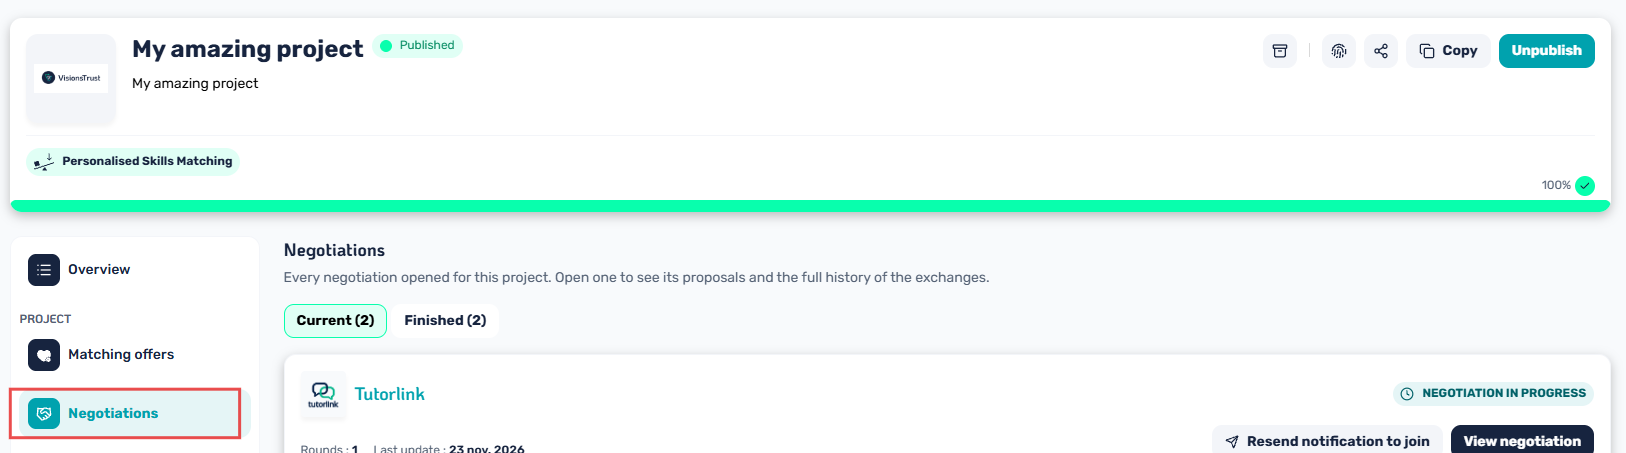 My amazing project
Published
VisionsTrust
My amazing project
Copy
Unpublish
Personalised Skills Matching
100%
Overview
PROJECT
Matching offers
Negotiations
Negotiations
Every negotiation opened for this project. Open one to see its proposals and the full history of the exchanges.
Current (2)
Finished (2)
tutorlink
Tutorlink
NEGOTIATION IN PROGRESS
Rounds : 1 Last update : 23 nov. 2026
Resend notification to join
View negotiation